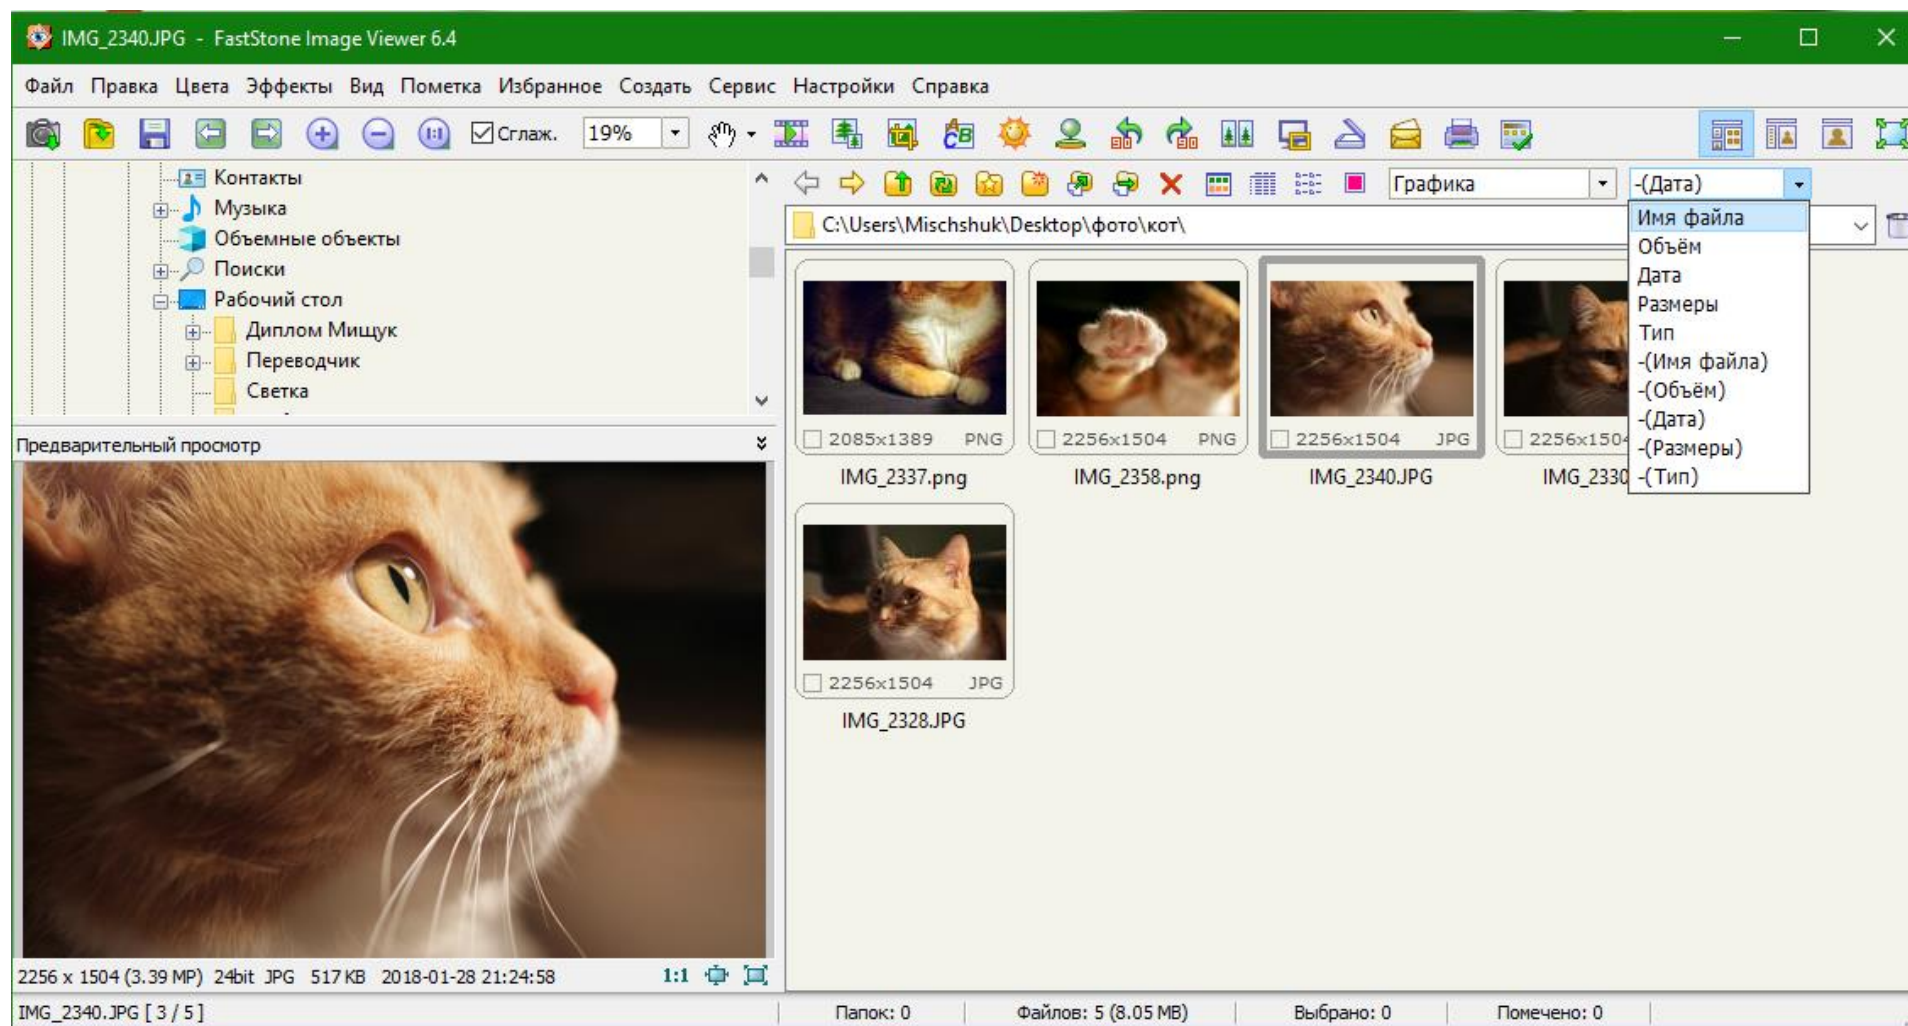 IMG_2340.JPG - FastStone Image Viewer 6.4
Файл Правка Цвета Эффекты Вид Пометка Избранное Создать Сервис Настройки Справка
1:1 Сглаж. 19%
Контакты
Музыка
Объемные объекты
Поиски
Рабочий стол
Диплом Мищук
Переводчик
Светка
Предварительный просмотр
2256 x 1504 (3.39 MP) 24bit JPG 517 KB 2018-01-28 21:24:58 1:1
Графика -(Дата)
C:\Users\Mischshuk\Desktop\фото\кот\
Имя файла
Объём
Дата
Размеры
Тип
-(Имя файла)
-(Объём)
-(Дата)
-(Размеры)
-(Тип)
2085x1389 PNG
IMG_2337.png
2256x1504 PNG
IMG_2358.png
2256x1504 JPG
IMG_2340.JPG
2256x1504
IMG_2330
2256x1504 JPG
IMG_2328.JPG
IMG_2340.JPG [ 3 / 5 ] Папок: 0 Файлов: 5 (8.05 MB) Выбрано: 0 Помечено: 0